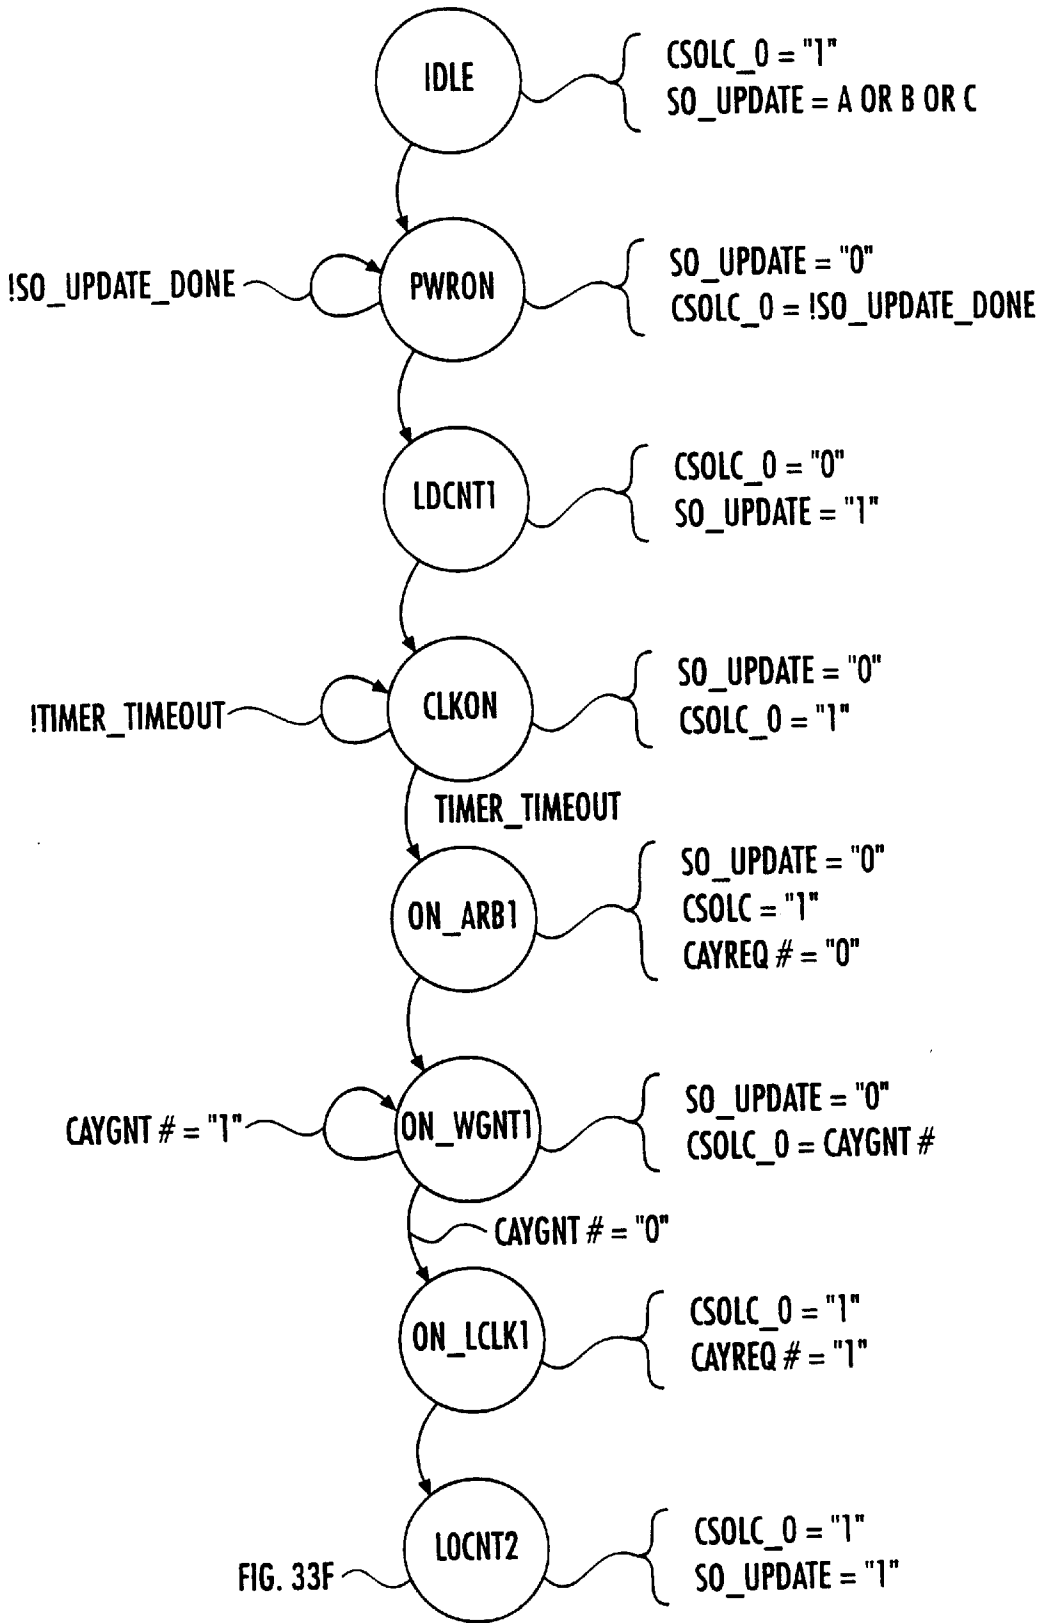 IDLE
CSOLC_0 = "1"
SO_UPDATE = A OR B OR C
!SO_UPDATE_DONE
PWRON
SO_UPDATE = "0"
CSOLC_0 = !SO_UPDATE_DONE
LDCNT1
CSOLC_0 = "0"
SO_UPDATE = "1"
!TIMER_TIMEOUT
CLKON
SO_UPDATE = "0"
CSOLC_0 = "1"
TIMER_TIMEOUT
ON_ARB1
SO_UPDATE = "0"
CSOLC = "1"
CAYREQ # = "0"
CAYGNT # = "1"
ON_WGNT1
SO_UPDATE = "0"
CSOLC_0 = CAYGNT #
CAYGNT # = "0"
ON_LCLK1
CSOLC_0 = "1"
CAYREQ # = "1"
LOCNT2
CSOLC_0 = "1"
SO_UPDATE = "1"
FIG. 33F